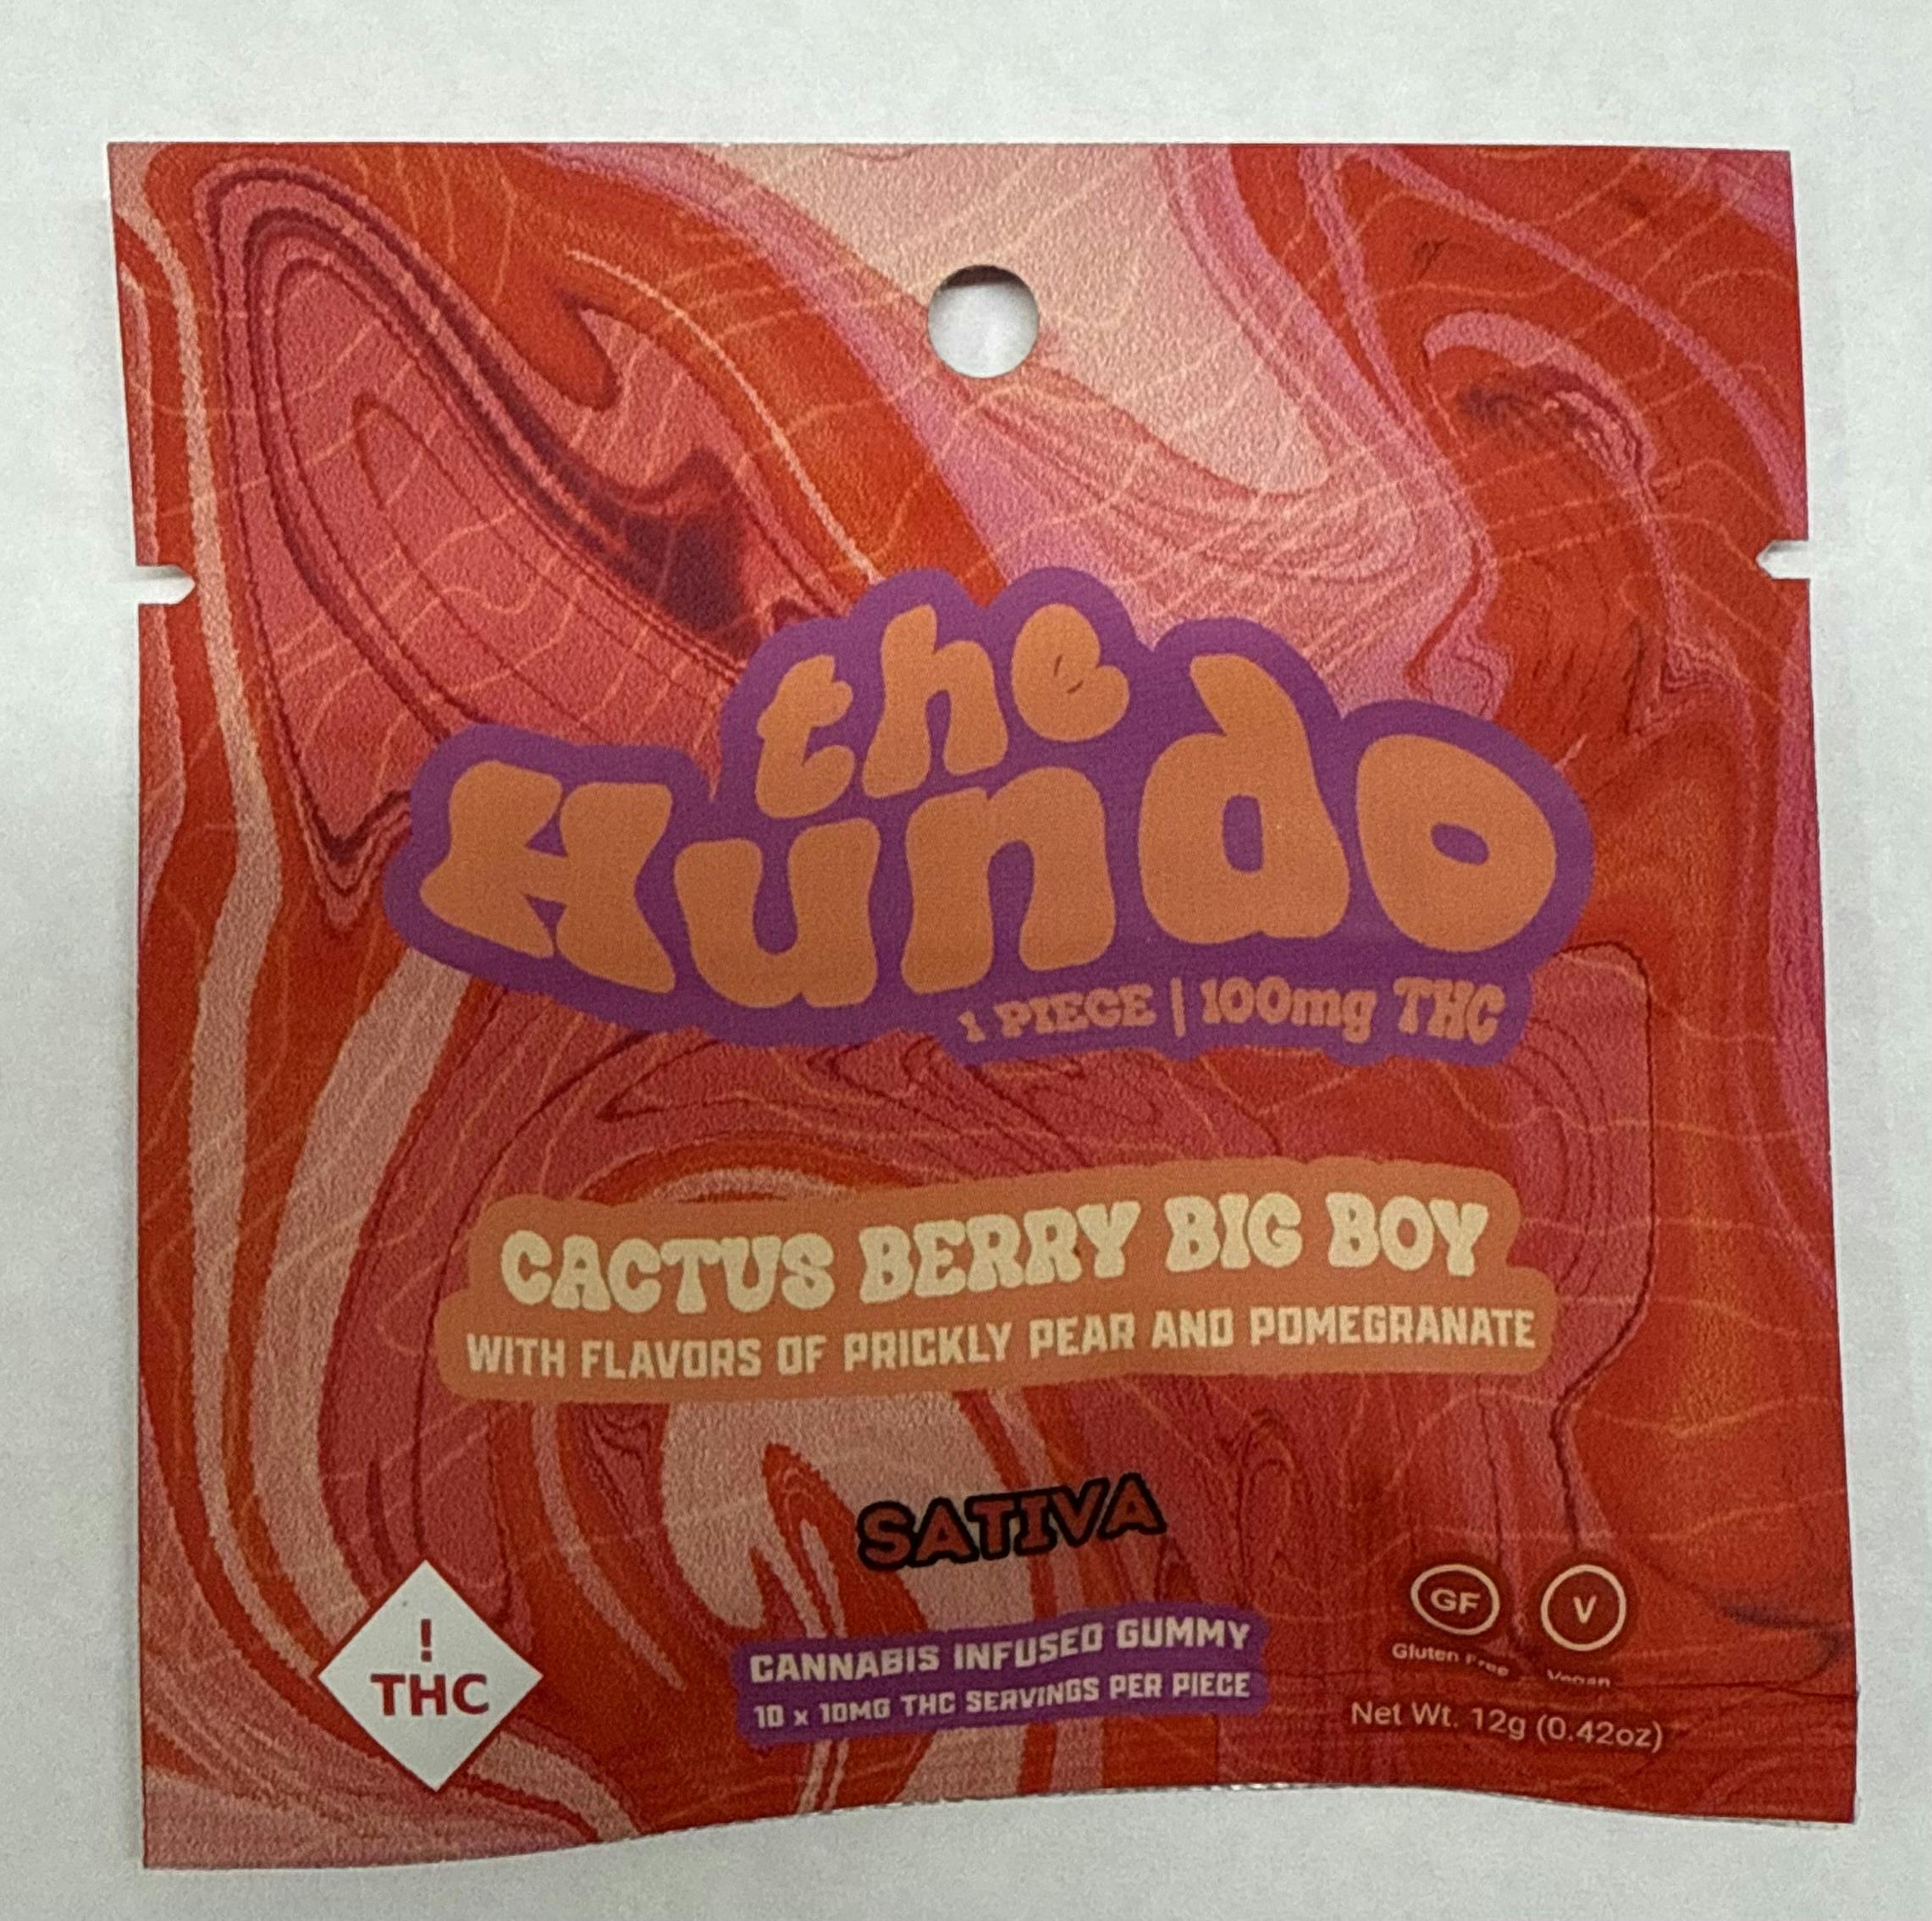 the
Hundo
1 PIECE | 100mg THC
CACTUS BERRY BIG BOY
WITH FLAVORS OF PRICKLY PEAR AND POMEGRANATE
SATIVA
!
THC
CANNABIS INFUSED GUMMY
10 x 10MG THC SERVINGS PER PIECE
GF
Gluten Free
V
Vegan
Net Wt. 12g (0.42oz)